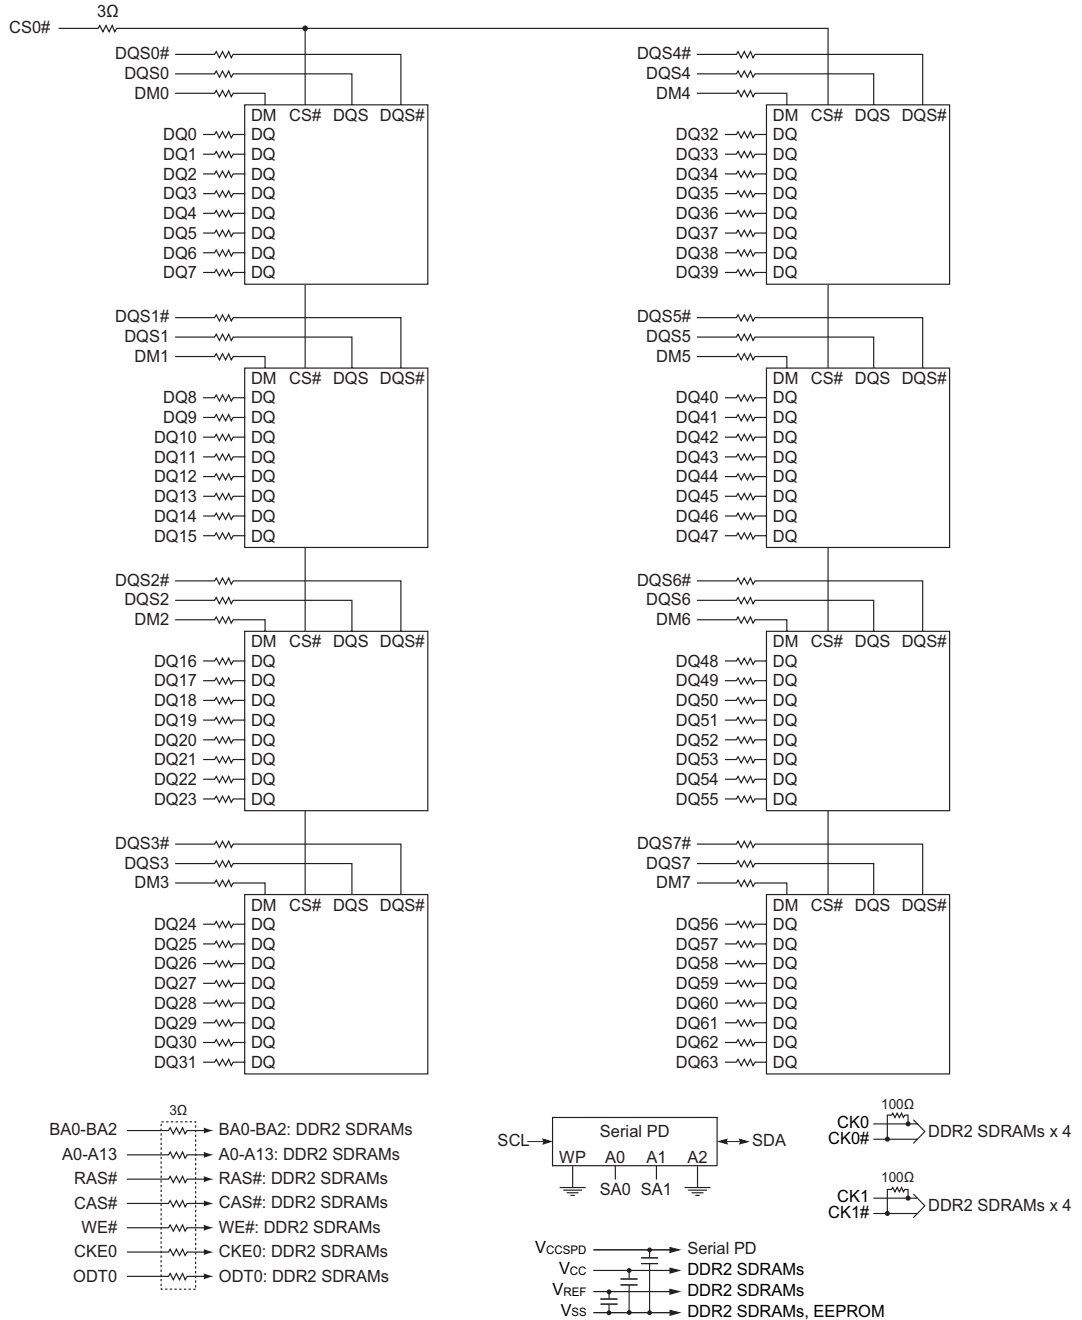 3Ω
CS0#
DQS0#
DQS0
DM0
DM CS# DQS DQS#
DQ0 DQ
DQ1 DQ
DQ2 DQ
DQ3 DQ
DQ4 DQ
DQ5 DQ
DQ6 DQ
DQ7 DQ
DQS1#
DQS1
DM1
DM CS# DQS DQS#
DQ8 DQ
DQ9 DQ
DQ10 DQ
DQ11 DQ
DQ12 DQ
DQ13 DQ
DQ14 DQ
DQ15 DQ
DQS2#
DQS2
DM2
DM CS# DQS DQS#
DQ16 DQ
DQ17 DQ
DQ18 DQ
DQ19 DQ
DQ20 DQ
DQ21 DQ
DQ22 DQ
DQ23 DQ
DQS3#
DQS3
DM3
DM CS# DQS DQS#
DQ24 DQ
DQ25 DQ
DQ26 DQ
DQ27 DQ
DQ28 DQ
DQ29 DQ
DQ30 DQ
DQ31 DQ
DQS4#
DQS4
DM4
DM CS# DQS DQS#
DQ32 DQ
DQ33 DQ
DQ34 DQ
DQ35 DQ
DQ36 DQ
DQ37 DQ
DQ38 DQ
DQ39 DQ
DQS5#
DQS5
DM5
DM CS# DQS DQS#
DQ40 DQ
DQ41 DQ
DQ42 DQ
DQ43 DQ
DQ44 DQ
DQ45 DQ
DQ46 DQ
DQ47 DQ
DQS6#
DQS6
DM6
DM CS# DQS DQS#
DQ48 DQ
DQ49 DQ
DQ50 DQ
DQ51 DQ
DQ52 DQ
DQ53 DQ
DQ54 DQ
DQ55 DQ
DQS7#
DQS7
DM7
DM CS# DQS DQS#
DQ56 DQ
DQ57 DQ
DQ58 DQ
DQ59 DQ
DQ60 DQ
DQ61 DQ
DQ62 DQ
DQ63 DQ
3Ω
BA0-BA2 BA0-BA2: DDR2 SDRAMs
A0-A13 A0-A13: DDR2 SDRAMs
RAS# RAS#: DDR2 SDRAMs
CAS# CAS#: DDR2 SDRAMs
WE# WE#: DDR2 SDRAMs
CKE0 CKE0: DDR2 SDRAMs
ODT0 ODT0: DDR2 SDRAMs
SCL Serial PD SDA
WP A0 A1 A2
SA0 SA1
VCCSPD Serial PD
VCC DDR2 SDRAMs
VREF DDR2 SDRAMs
VSS DDR2 SDRAMs, EEPROM
100Ω
CK0
CK0# DDR2 SDRAMs x 4
100Ω
CK1
CK1# DDR2 SDRAMs x 4